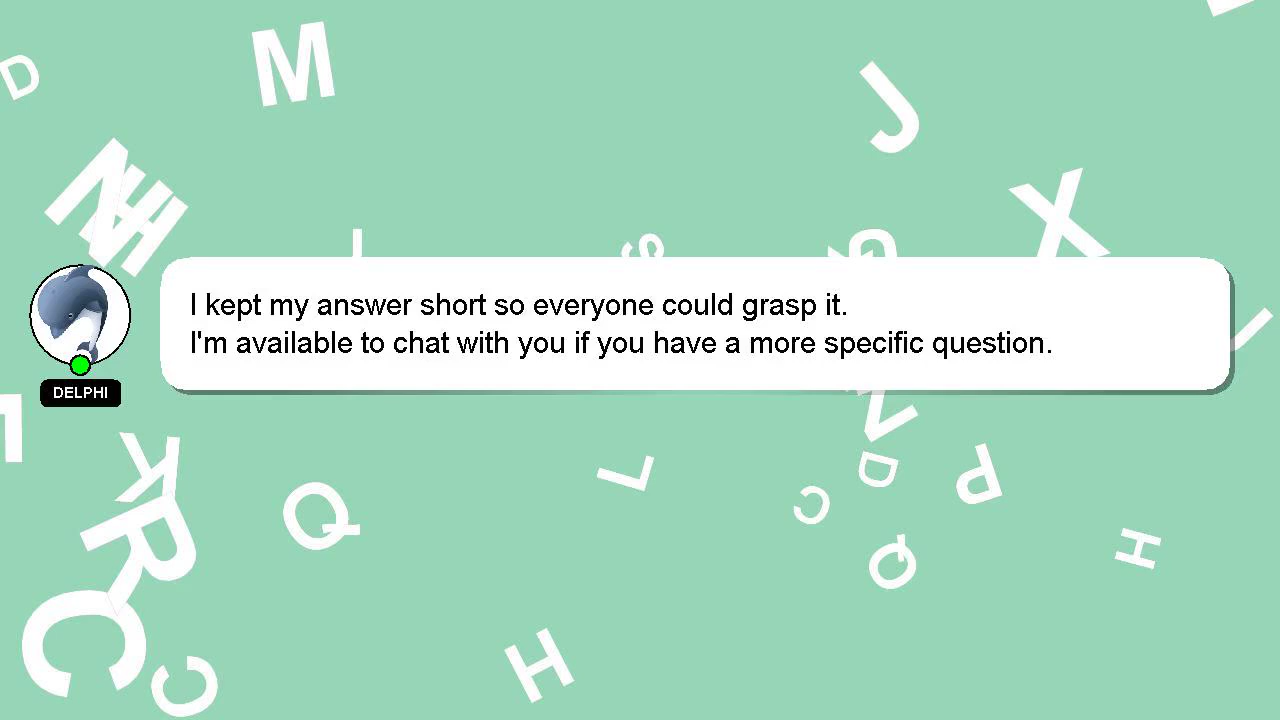 I kept my answer short so everyone could grasp it.
I'm available to chat with you if you have a more specific question.
DELPHI